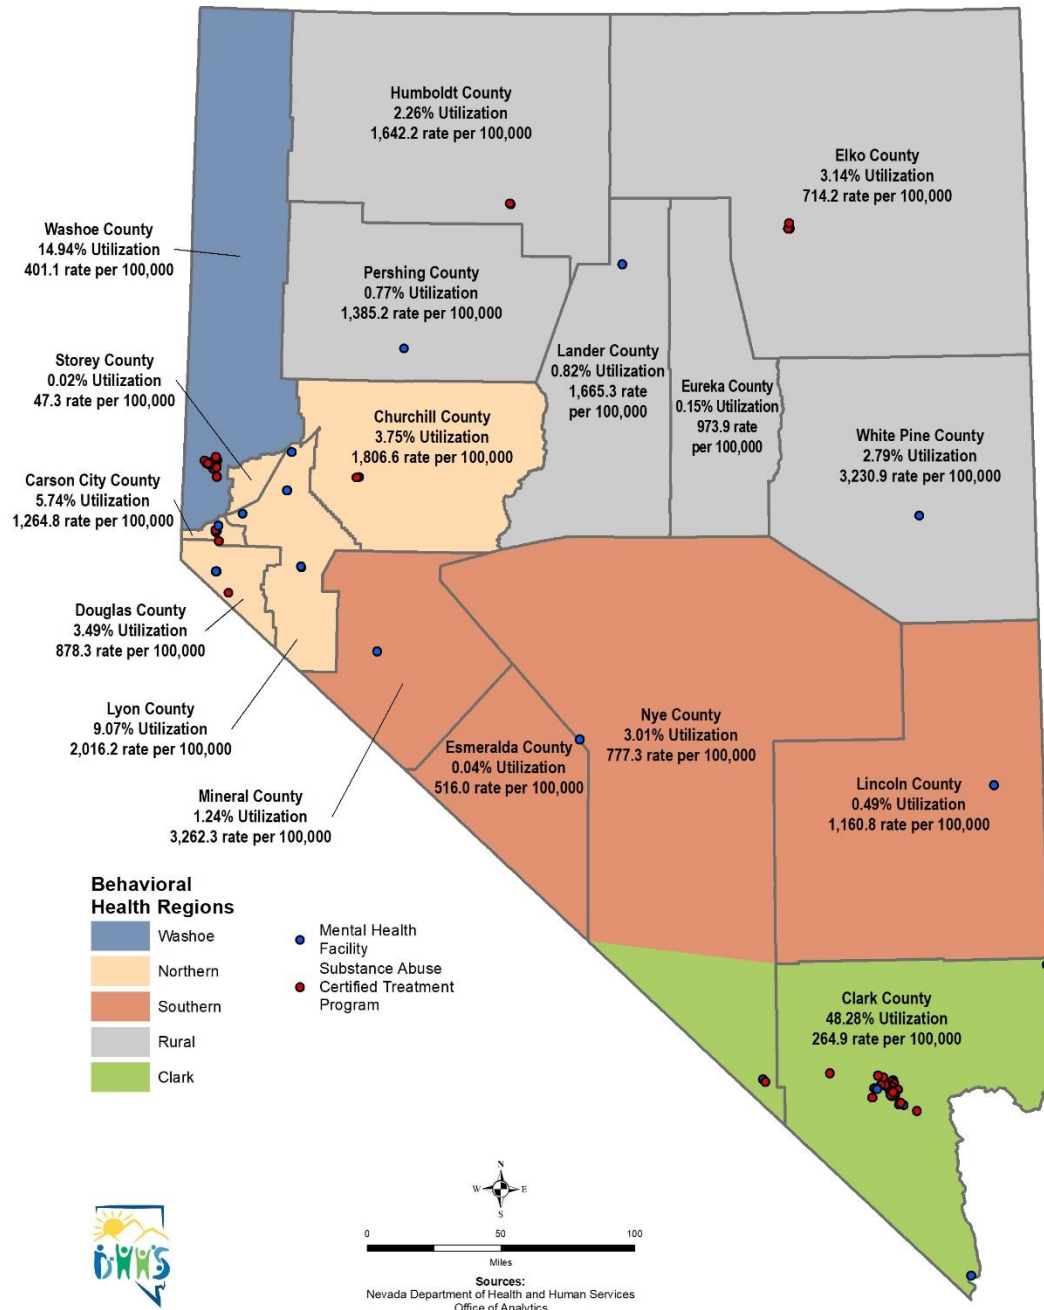 Humboldt County
2.26% Utilization
1,642.2 rate per 100,000
Elko County
3.14% Utilization
714.2 rate per 100,000
Washoe County
14.94% Utilization
401.1 rate per 100,000
Pershing County
0.77% Utilization
1,385.2 rate per 100,000
Lander County
0.82% Utilization
1,665.3 rate
per 100,000
Eureka County
0.15% Utilization
973.9 rate
per 100,000
Storey County
0.02% Utilization
47.3 rate per 100,000
Churchill County
3.75% Utilization
1,806.6 rate per 100,000
White Pine County
2.79% Utilization
3,230.9 rate per 100,000
Carson City County
5.74% Utilization
1,264.8 rate per 100,000
Douglas County
3.49% Utilization
878.3 rate per 100,000
Lyon County
9.07% Utilization
2,016.2 rate per 100,000
Nye County
3.01% Utilization
777.3 rate per 100,000
Esmeralda County
0.04% Utilization
516.0 rate per 100,000
Lincoln County
0.49% Utilization
1,160.8 rate per 100,000
Mineral County
1.24% Utilization
3,262.3 rate per 100,000
Clark County
48.28% Utilization
264.9 rate per 100,000
Behavioral
Health Regions
Washoe
Northern
Southern
Rural
Clark
Mental Health
Facility
Substance Abuse
Certified Treatment
Program
N
W
E
S
0
50
100
Miles
DHHS
Sources:
Nevada Department of Health and Human Services
Office of Analytics